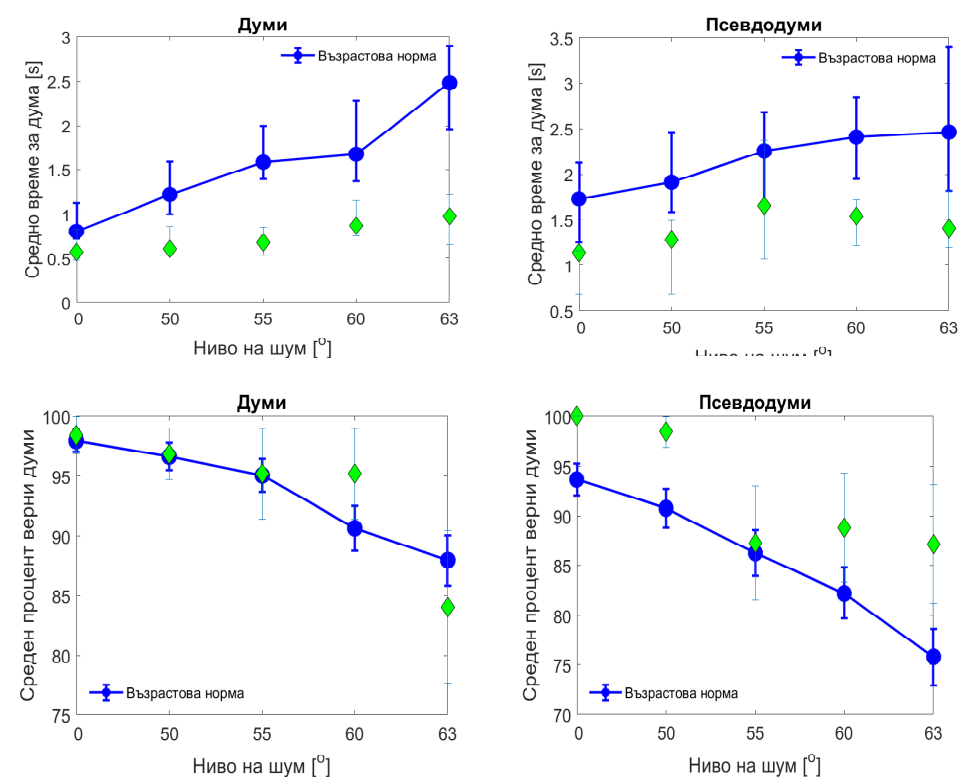 Думи
Средно време за дума [s]
3
2.5
2
1.5
1
0.5
0
Възрастова норма
0 50 55 60 63
Ниво на шум [o]
Псевдодуми
Средно време за дума [s]
3.5
3
2.5
2
1.5
1
0.5
Възрастова норма
0 50 55 60 63
Ниво на шум [o]
Думи
Среден процент верни думи
100
95
90
85
80
75
Възрастова норма
0 50 55 60 63
Ниво на шум [o]
Псевдодуми
Среден процент верни думи
100
95
90
85
80
75
70
Възрастова норма
0 50 55 60 63
Ниво на шум [o]